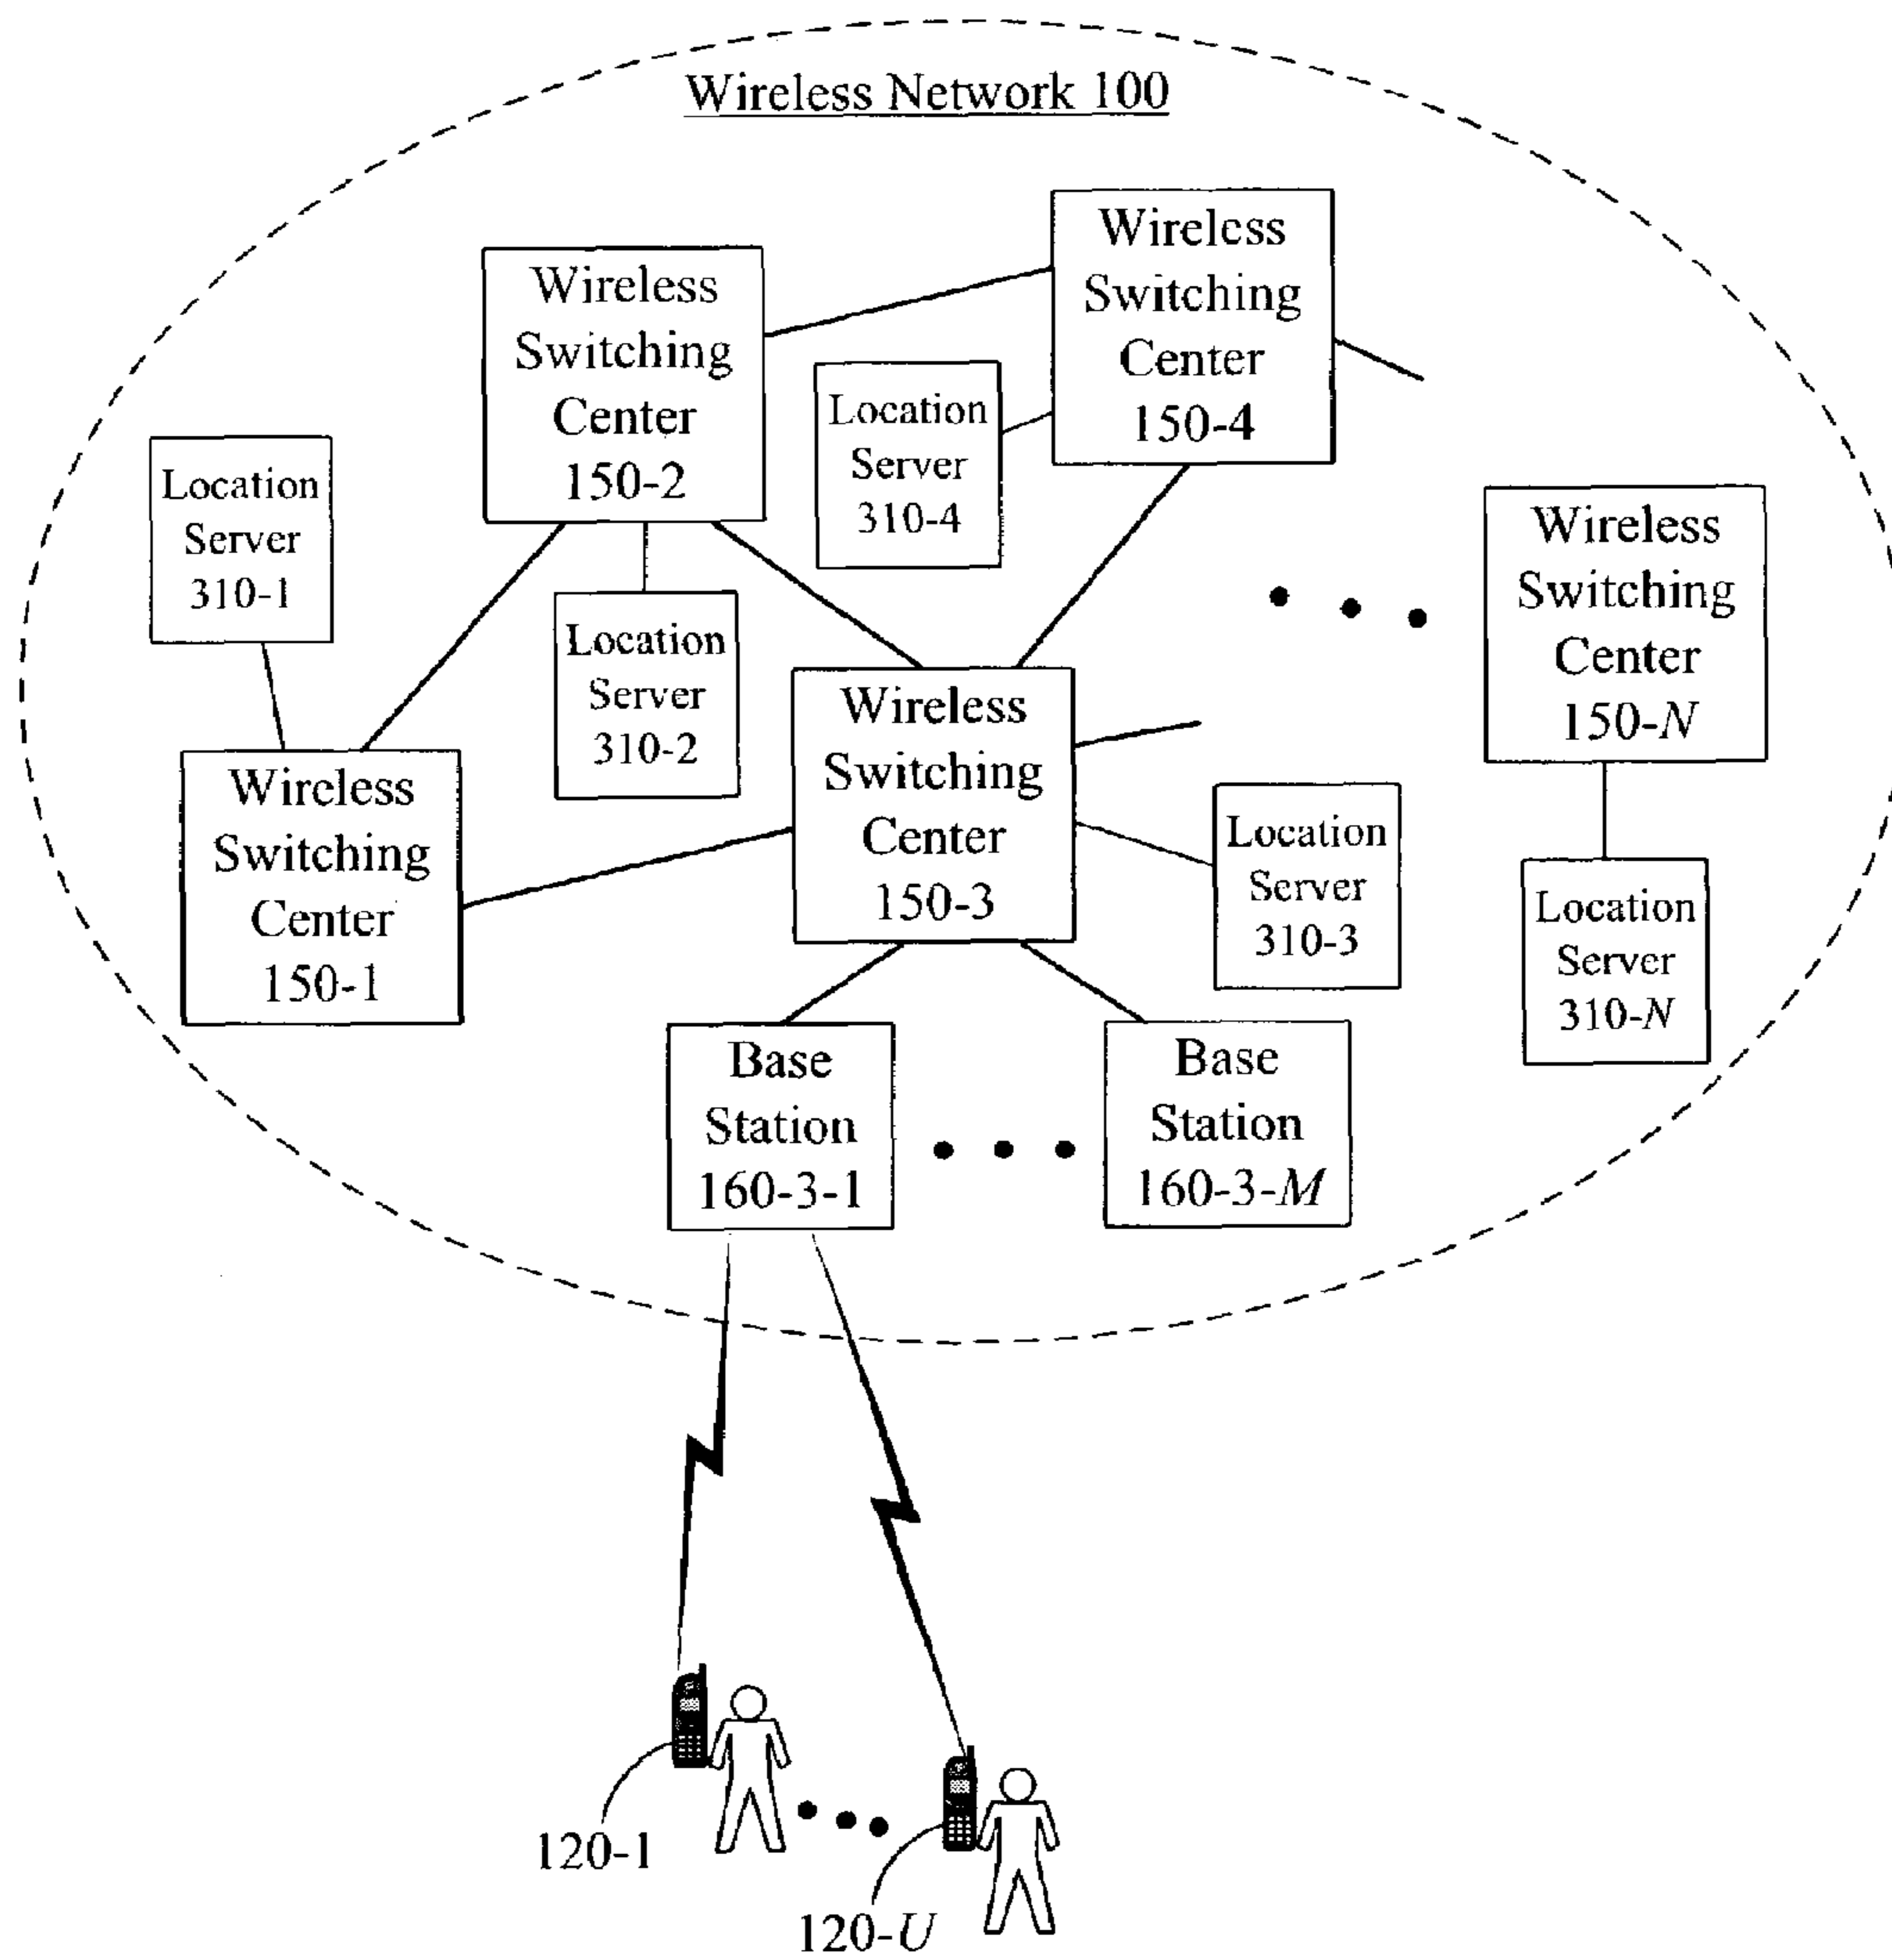 Wireless Network 100
Wireless
Switching
Center
150-4
Wireless
Switching
Center
150-2
Location
Server
310-4
Location
Server
310-1
Wireless
Switching
Center
150-N
Location
Server
310-2
Wireless
Switching
Center
150-3
Wireless
Switching
Center
150-1
Location
Server
310-3
Location
Server
310-N
Base
Station
160-3-1
Base
Station
160-3-M
120-1
120-U